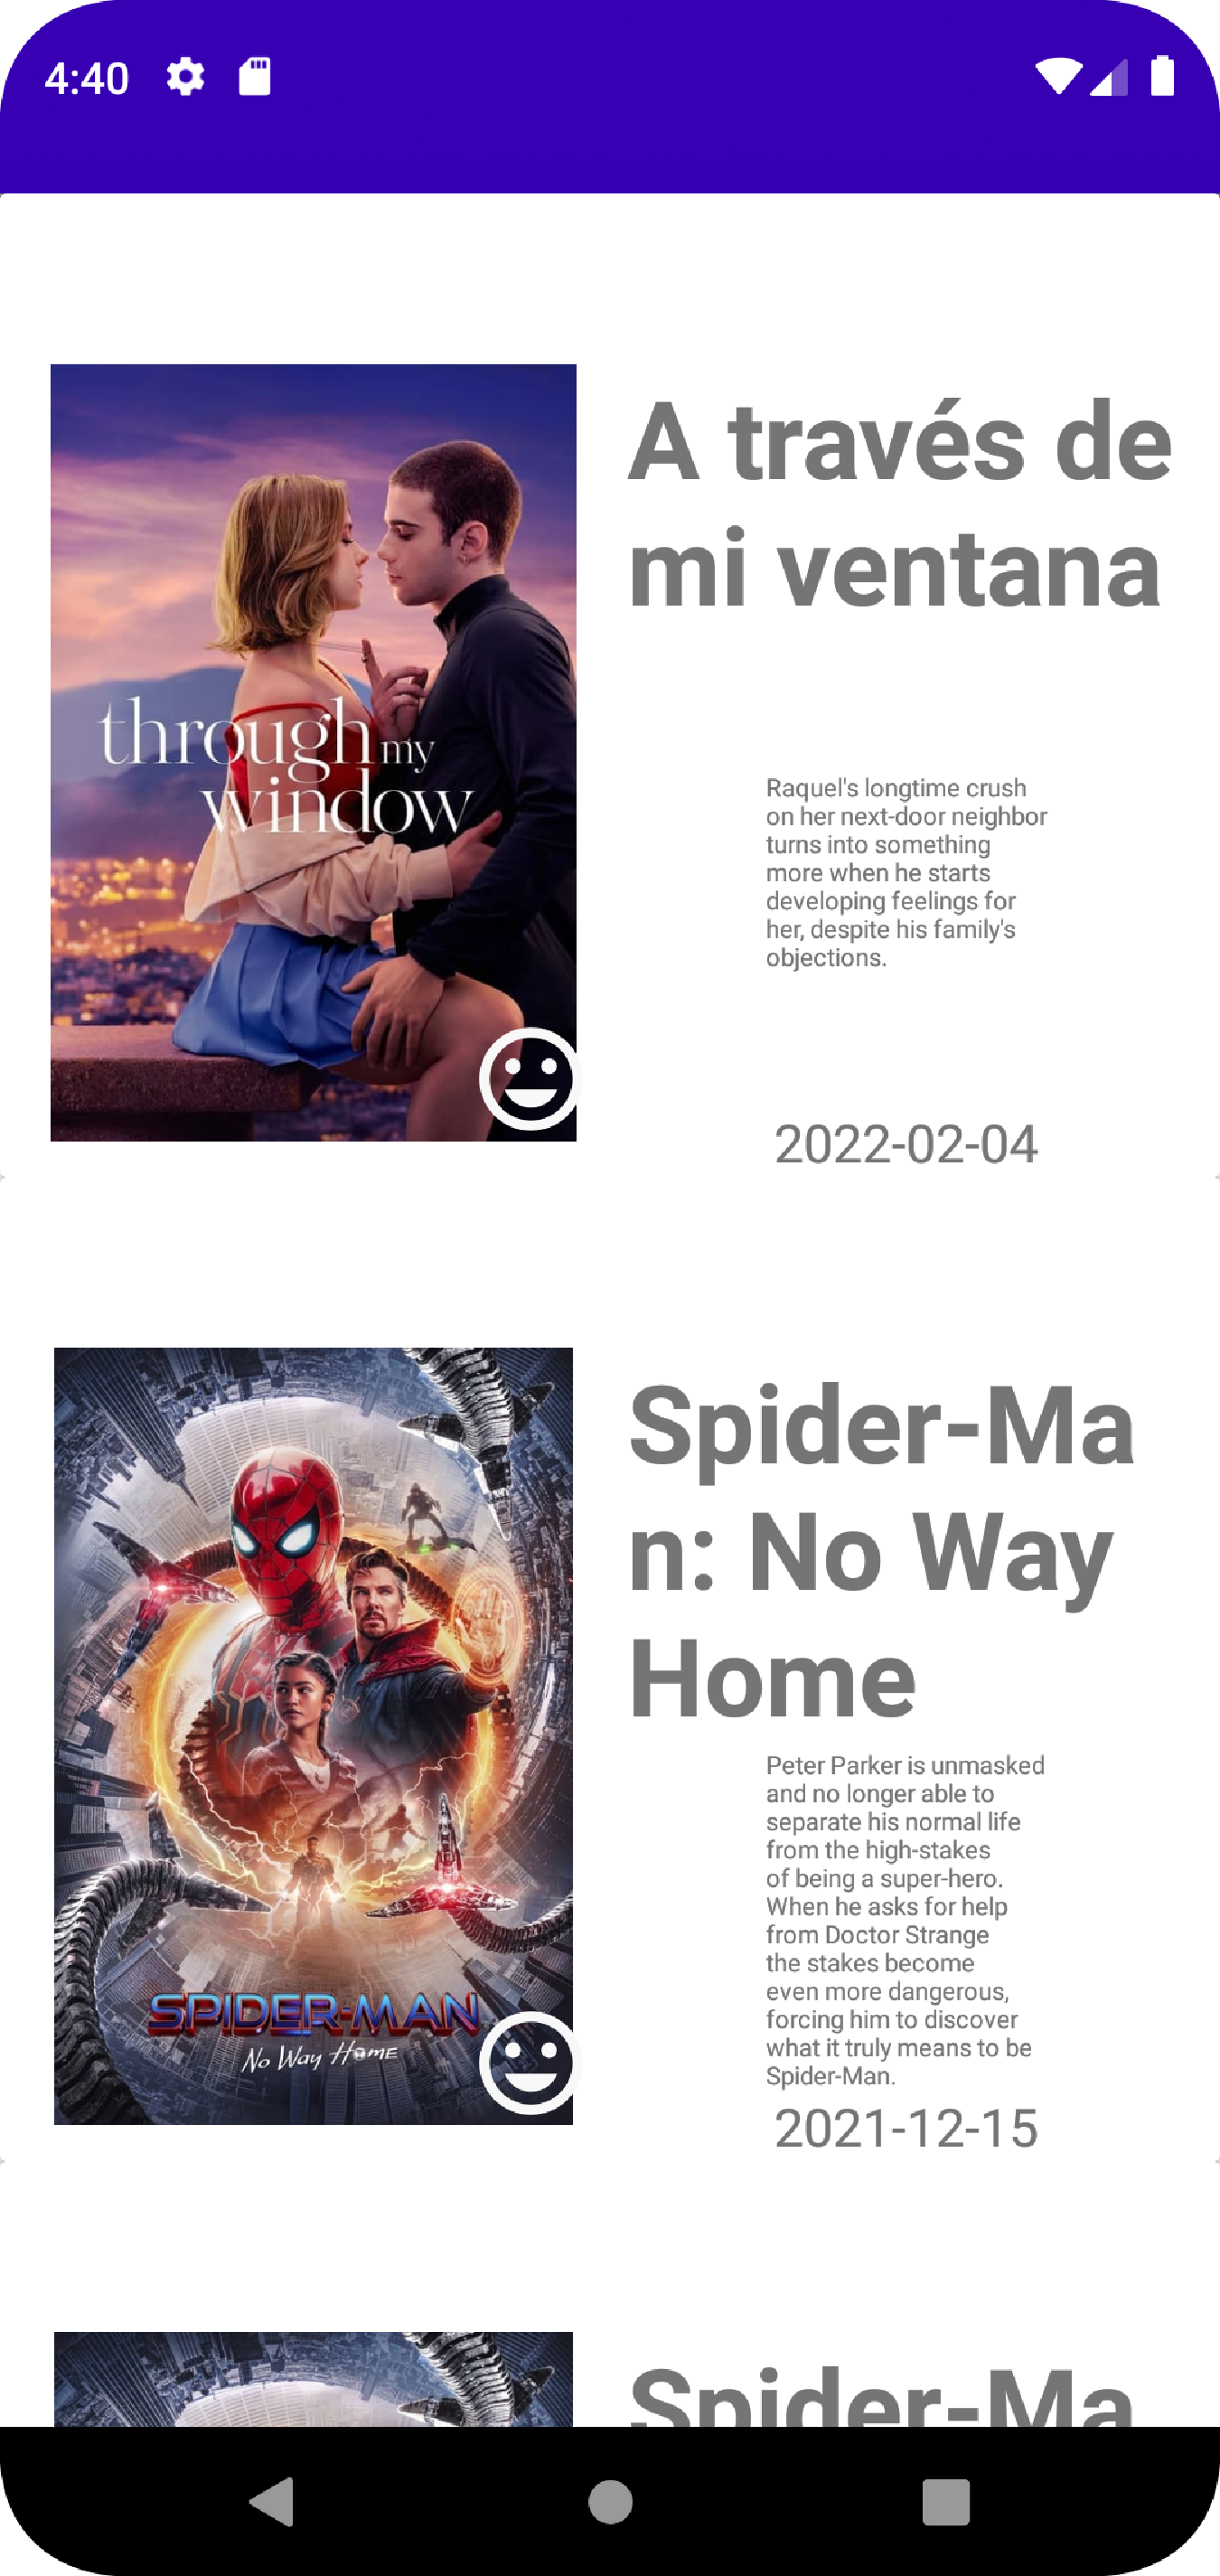 4:40
A través de
mi ventana
through my
window
Raquel's longtime crush
on her next-door neighbor
turns into something
more when he starts
developing feelings for
her, despite his family's
objections.
2022-02-04
Spider-Ma
n: No Way
Home
Peter Parker is unmasked
and no longer able to
separate his normal life
from the high-stakes
of being a super-hero.
When he asks for help
from Doctor Strange
the stakes become
even more dangerous,
forcing him to discover
what it truly means to be
Spider-Man.
SPIDER-MAN
No Way Home
2021-12-15
Spider-Ma